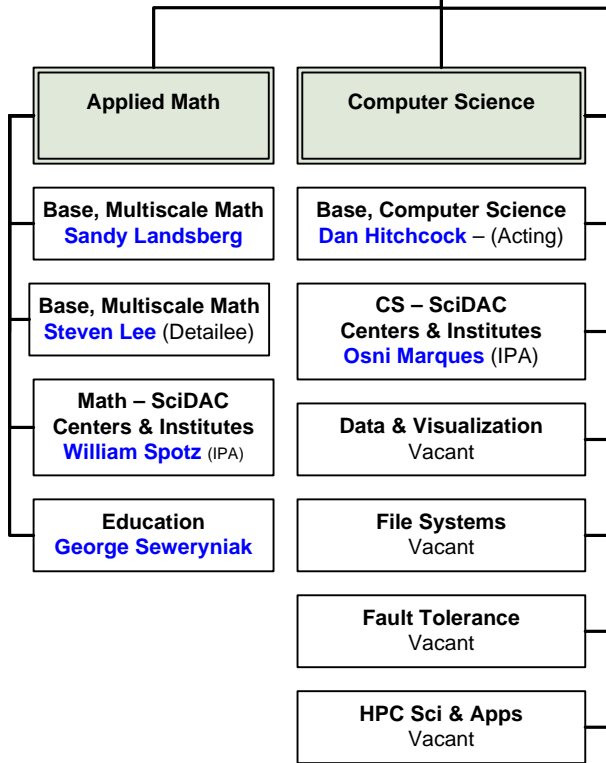 Applied Math
Base, Multiscale Math
Sandy Landsberg
Base, Multiscale Math
Steven Lee (Detailee)
Math – SciDAC
Centers & Institutes
William Spotz (IPA)
Education
George Seweryniak
Computer Science
Base, Computer Science
Dan Hitchcock – (Acting)
CS – SciDAC
Centers & Institutes
Osni Marques (IPA)
Data & Visualization
Vacant
File Systems
Vacant
Fault Tolerance
Vacant
HPC Sci & Apps
Vacant